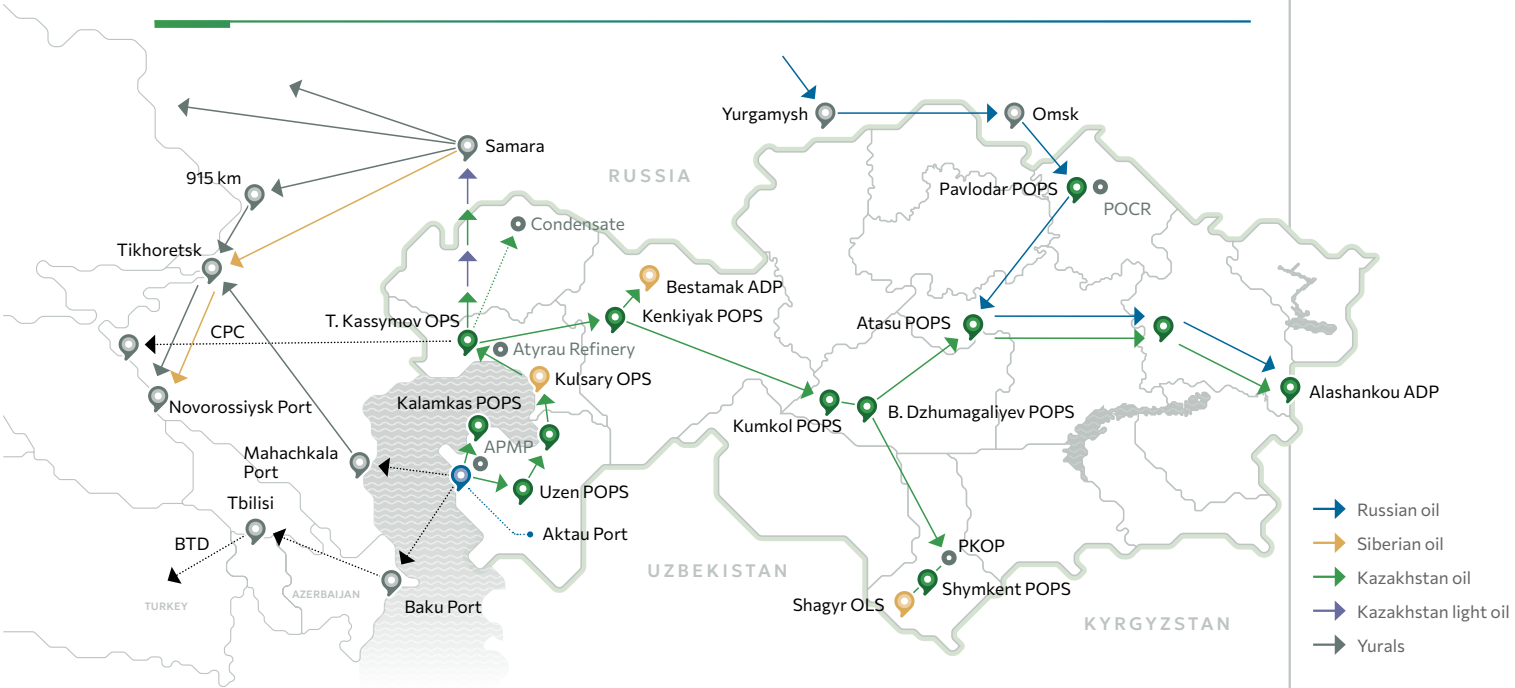 Yurgamysh
Omsk
Samara
RUSSIA
915 km
Pavlodar POPS
POCR
Condensate
Tikhoretsk
Bestamak ADP
T. Kassymov OPS
Kenkiyak POPS
Atasu POPS
CPC
Atyrau Refinery
Kulsary OPS
Alashankou ADP
Novorossiysk Port
Kalamkas POPS
B. Dzhumagaliyev POPS
Kumkol POPS
APMP
Mahachkala
Port
Uzen POPS
Tbilisi
Aktau Port
BTD
PKOP
UZBEKISTAN
Shymkent POPS
AZERBAIJAN
TURKEY
Baku Port
Shagyr OLS
KYRGYZSTAN
Russian oil
Siberian oil
Kazakhstan oil
Kazakhstan light oil
Yurals